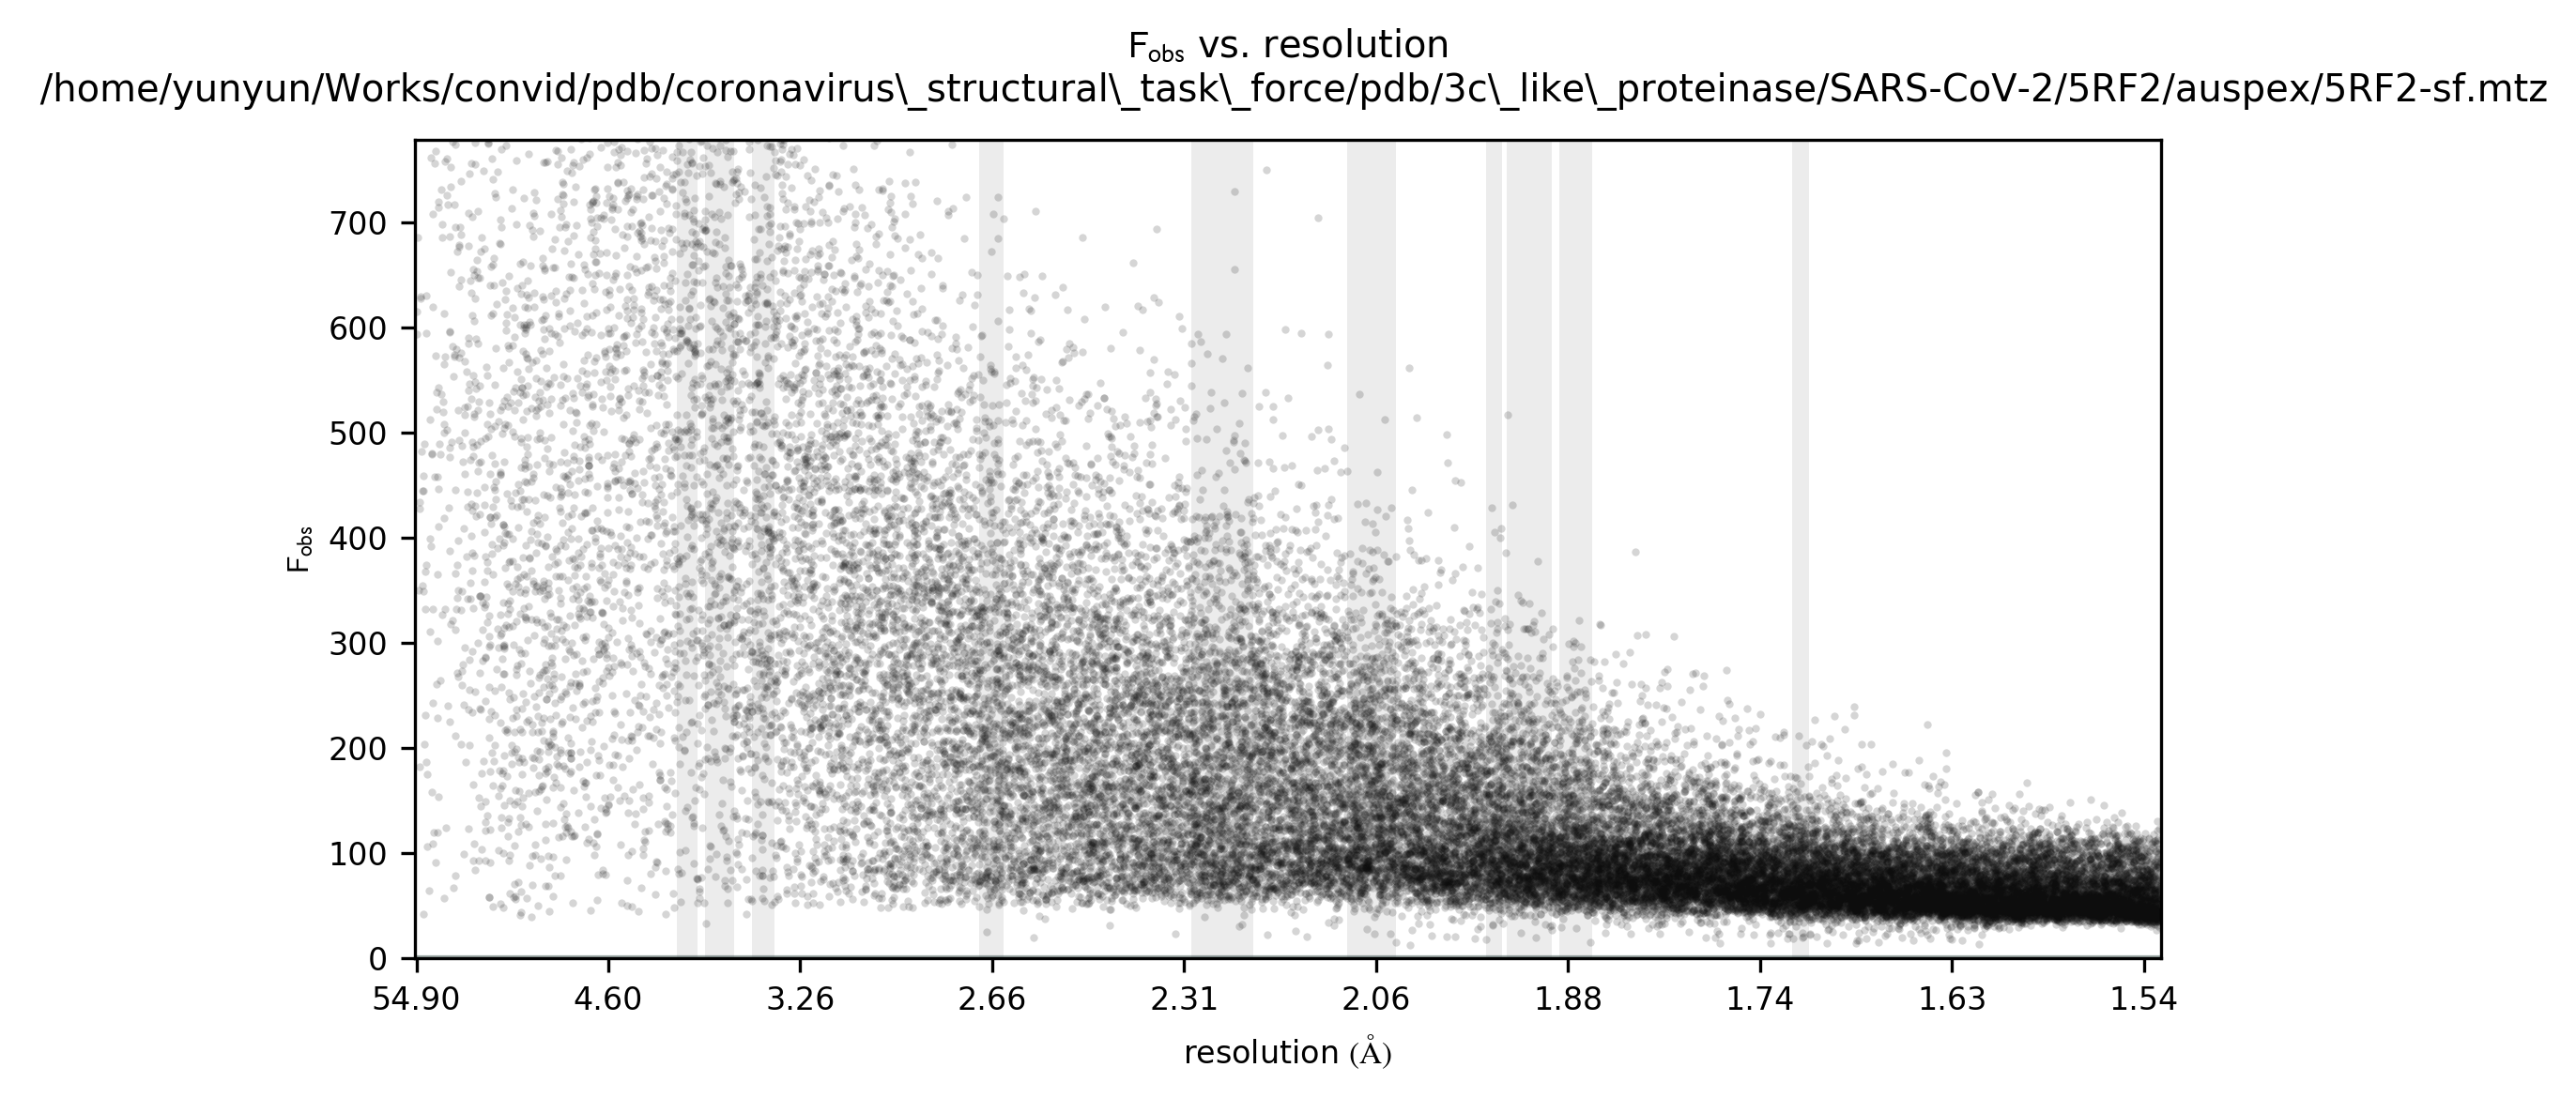 Fobs vs. resolution
/home/yunyun/Works/convid/pdb/coronavirus\_structural\_task\_force/pdb/3c\_like\_proteinase/SARS-CoV-2/5RF2/auspex/5RF2-sf.mtz
Fobs
700
600
500
400
300
200
100
0
54.90 4.60 3.26 2.66 2.31 2.06 1.88 1.74 1.63 1.54
resolution (Å)